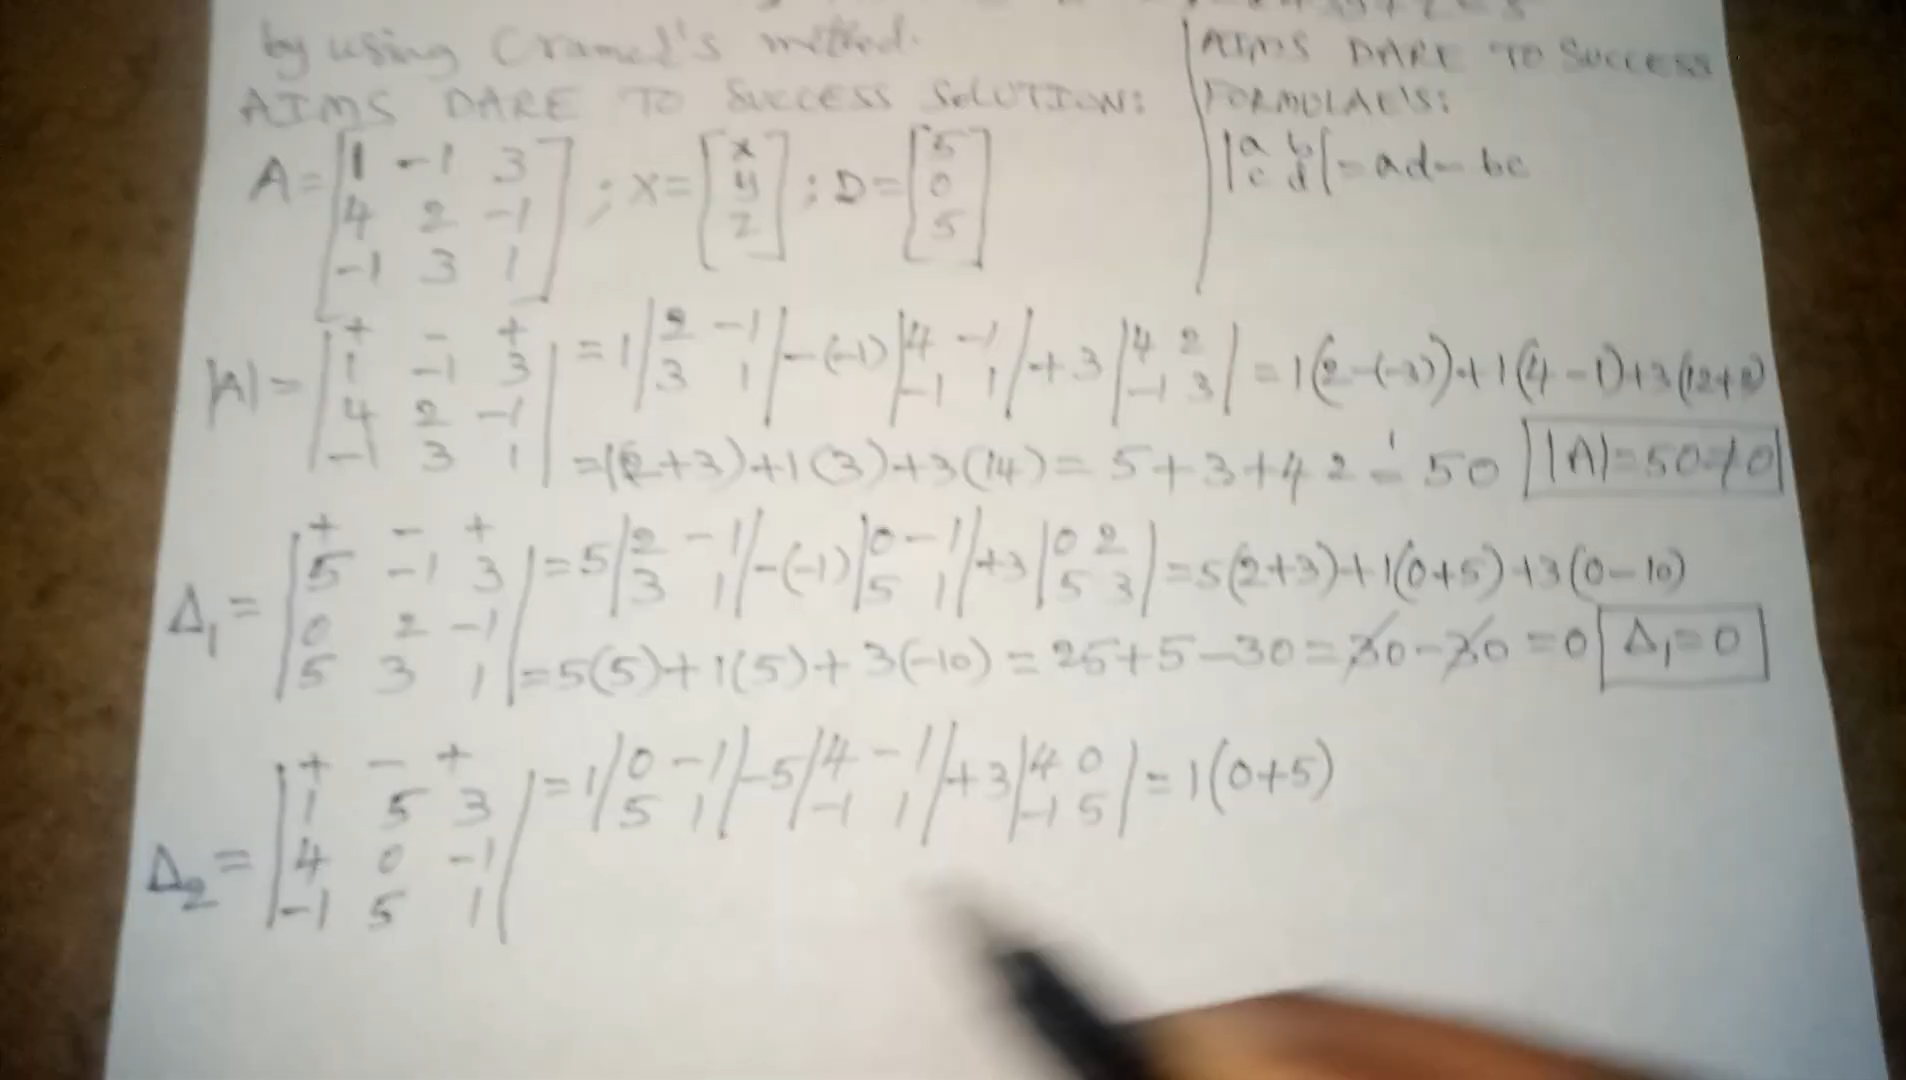 by using Cramel's method.
AIMS DARE TO SUCCESS SOLUTION:
AIMS DARE TO SUCCESS
FORMULAE'S:
|a b|
|c d| = ad - bc
A = [1 -1 3; 4 2 -1; -1 3 1] ; X = [x; y; z] ; D = [5; 0; 5]
+ - +
|A| = |1 -1 3; 4 2 -1; -1 3 1| = 1|2 -1; 3 1| -(-1)|4 -1; -1 1| + 3|4 2; -1 3| = 1(2-(-3))+1(4-1)+3(12+2)
=1(2+3)+1(3)+3(14) = 5+3+42 = 50 |A|=50≠0
+ - +
Δ₁ = |5 -1 3; 0 2 -1; 5 3 1| = 5|2 -1; 3 1| -(-1)|0 -1; 5 1| +3|0 2; 5 3| = 5(2+3)+1(0+5)+3(0-10)
=5(5)+1(5)+3(-10) = 25+5-30 = 30-30 = 0 Δ₁=0
+ - +
Δ₂ = |1 5 3; 4 0 -1; -1 5 1| = 1|0 -1; 5 1| -5|4 -1; -1 1| +3|4 0; -1 5| = 1(0+5)